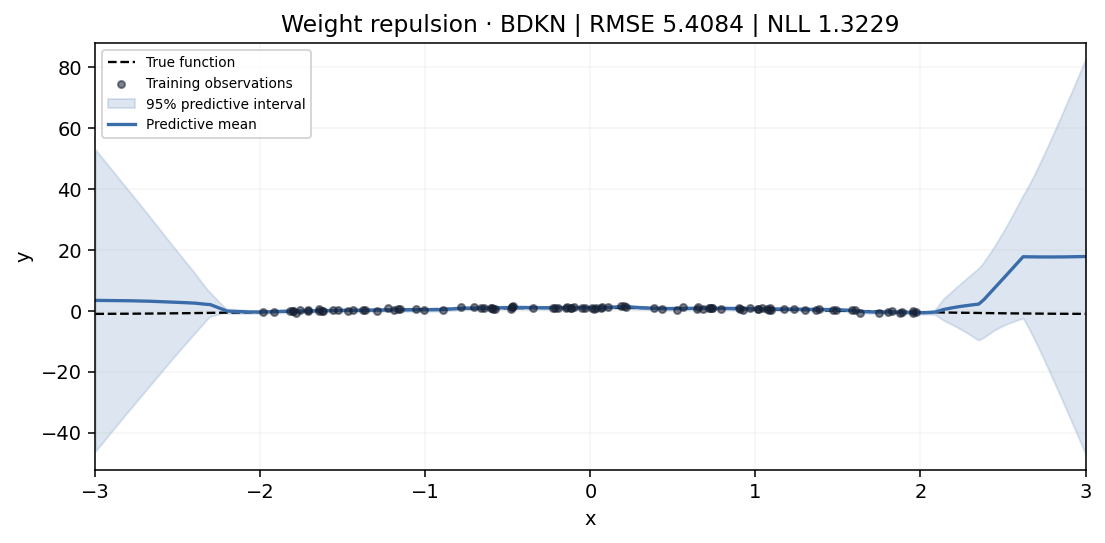 Weight repulsion · BDKN | RMSE 5.4084 | NLL 1.3229
True function
Training observations
95% predictive interval
Predictive mean
80
60
40
20
0
−20
−40
y
−3 −2 −1 0 1 2 3
x